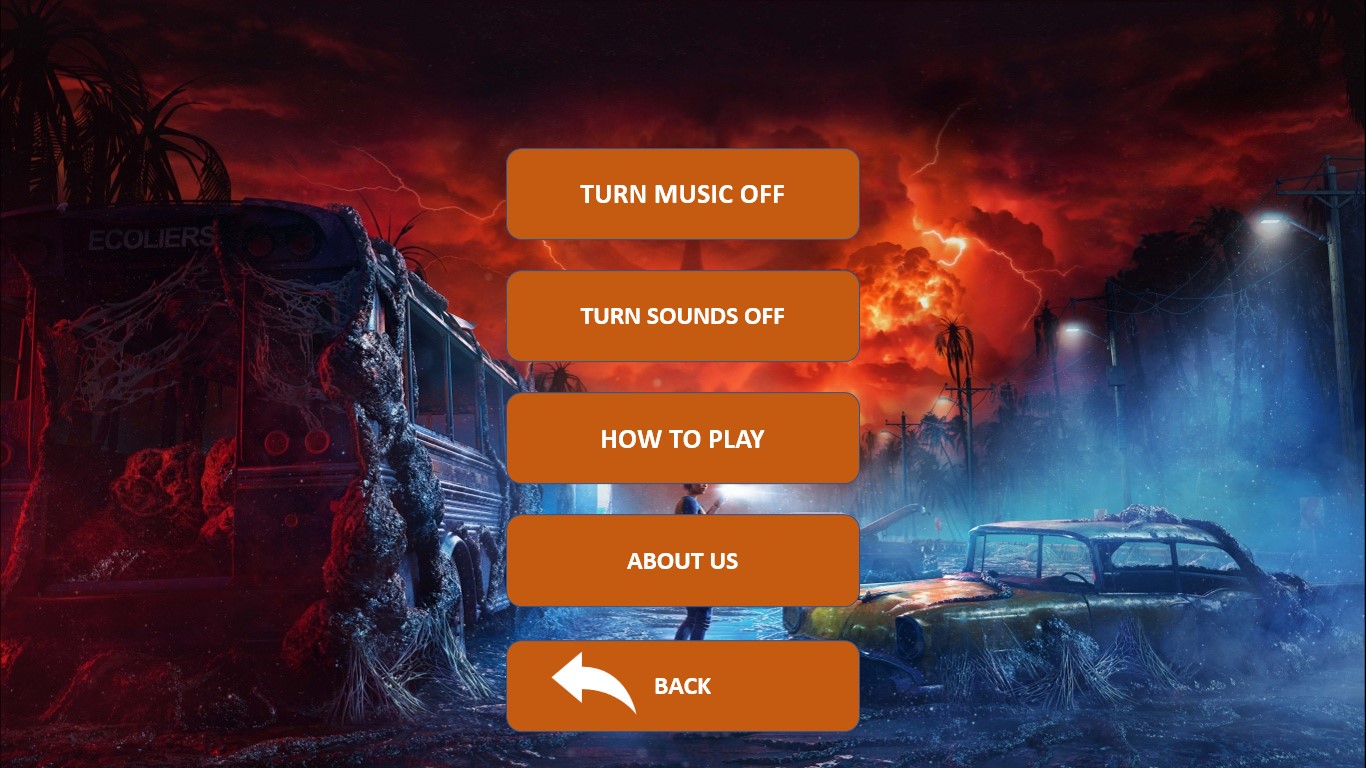 ECOLIERS
TURN MUSIC OFF
TURN SOUNDS OFF
HOW TO PLAY
ABOUT US
BACK